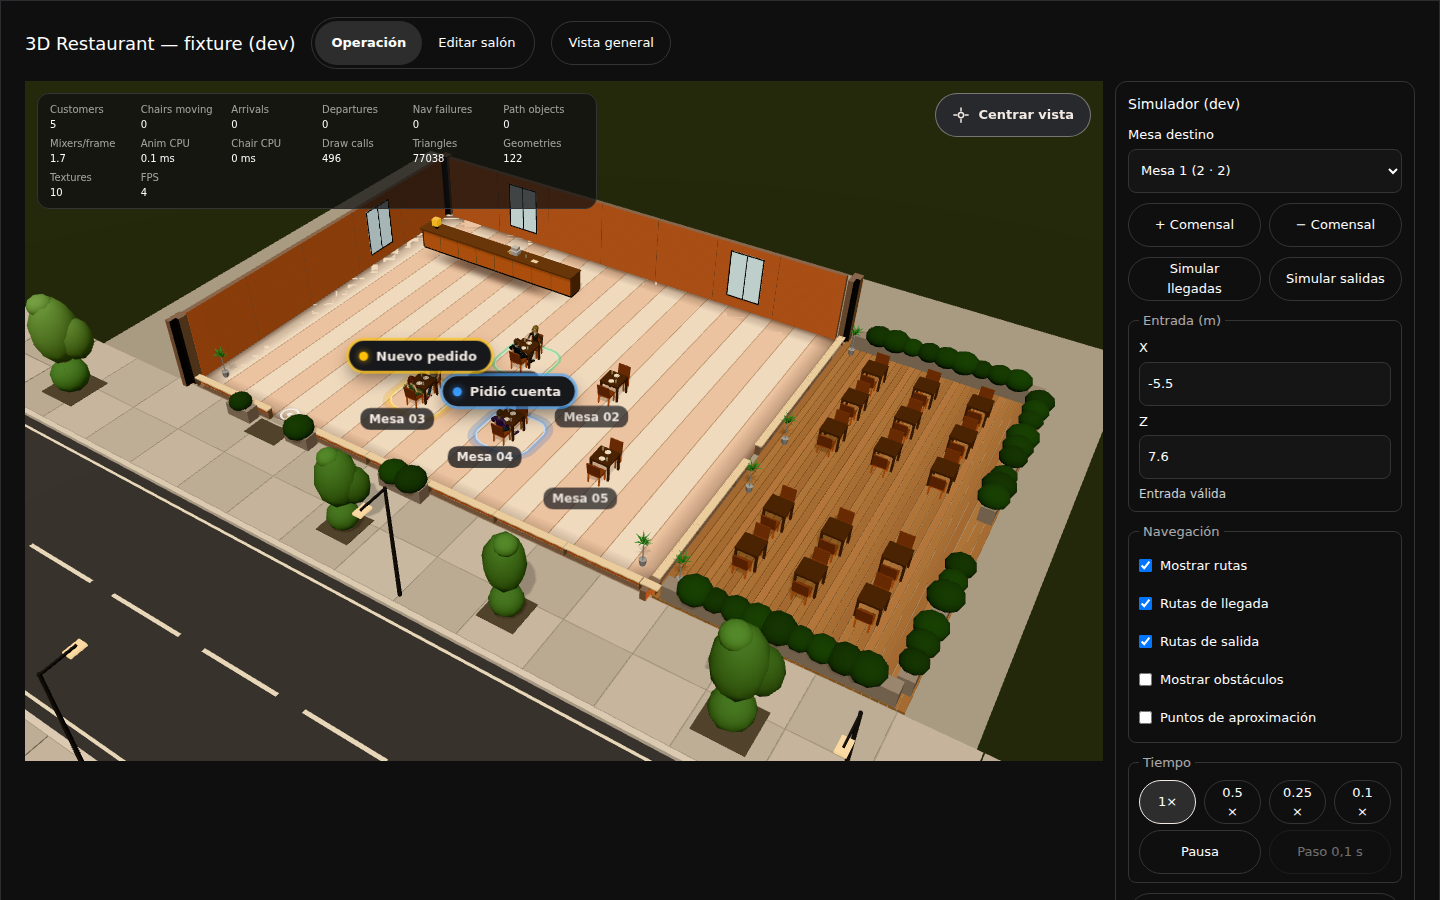 3D Restaurant — fixture (dev)
Operación
Editar salón
Vista general
Customers
Chairs moving
Arrivals
Departures
Nav failures
Path objects
5
0
0
0
0
0
Mixers/frame
Anim CPU
Chair CPU
Draw calls
Triangles
Geometries
1.7
0.1 ms
0 ms
496
77038
122
Textures
FPS
10
4
Centrar vista
Nuevo pedido
Pidió cuenta
Mesa 03
Mesa 02
Mesa 04
Mesa 05
Simulador (dev)
Mesa destino
Mesa 1 (2 · 2)
+ Comensal
− Comensal
Simular
llegadas
Simular salidas
Entrada (m)
X
-5.5
Z
7.6
Entrada válida
Navegación
Mostrar rutas
Rutas de llegada
Rutas de salida
Mostrar obstáculos
Puntos de aproximación
Tiempo
1×
0.5
×
0.25
×
0.1
×
Pausa
Paso 0,1 s